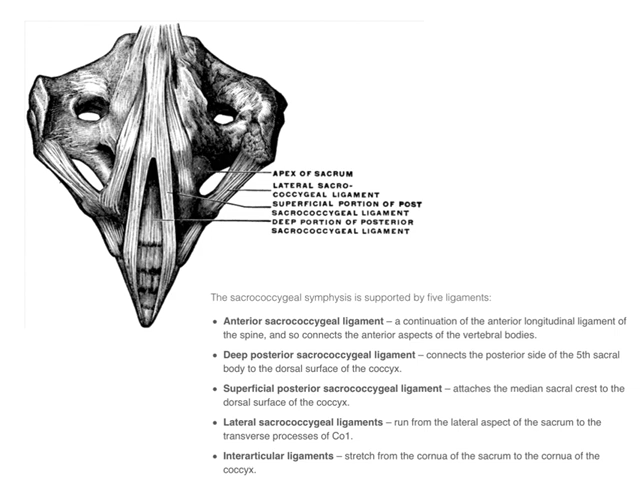 APEX OF SACRUM
LATERAL SACRO-
COCCYGEAL LIGAMENT
SUPERFICIAL PORTION OF POST
SACROCOCCYGEAL LIGAMENT
DEEP PORTION OF POSTERIOR
SACROCOCCYGEAL LIGAMENT
The sacrococcygeal symphysis is supported by five ligaments:
• Anterior sacrococcygeal ligament – a continuation of the anterior longitudinal ligament of
the spine, and so connects the anterior aspects of the vertebral bodies.
• Deep posterior sacrococcygeal ligament – connects the posterior side of the 5th sacral
body to the dorsal surface of the coccyx.
• Superficial posterior sacrococcygeal ligament – attaches the median sacral crest to the
dorsal surface of the coccyx.
• Lateral sacrococcygeal ligaments – run from the lateral aspect of the sacrum to the
transverse processes of Co1.
• Interarticular ligaments – stretch from the cornua of the sacrum to the cornua of the
coccyx.